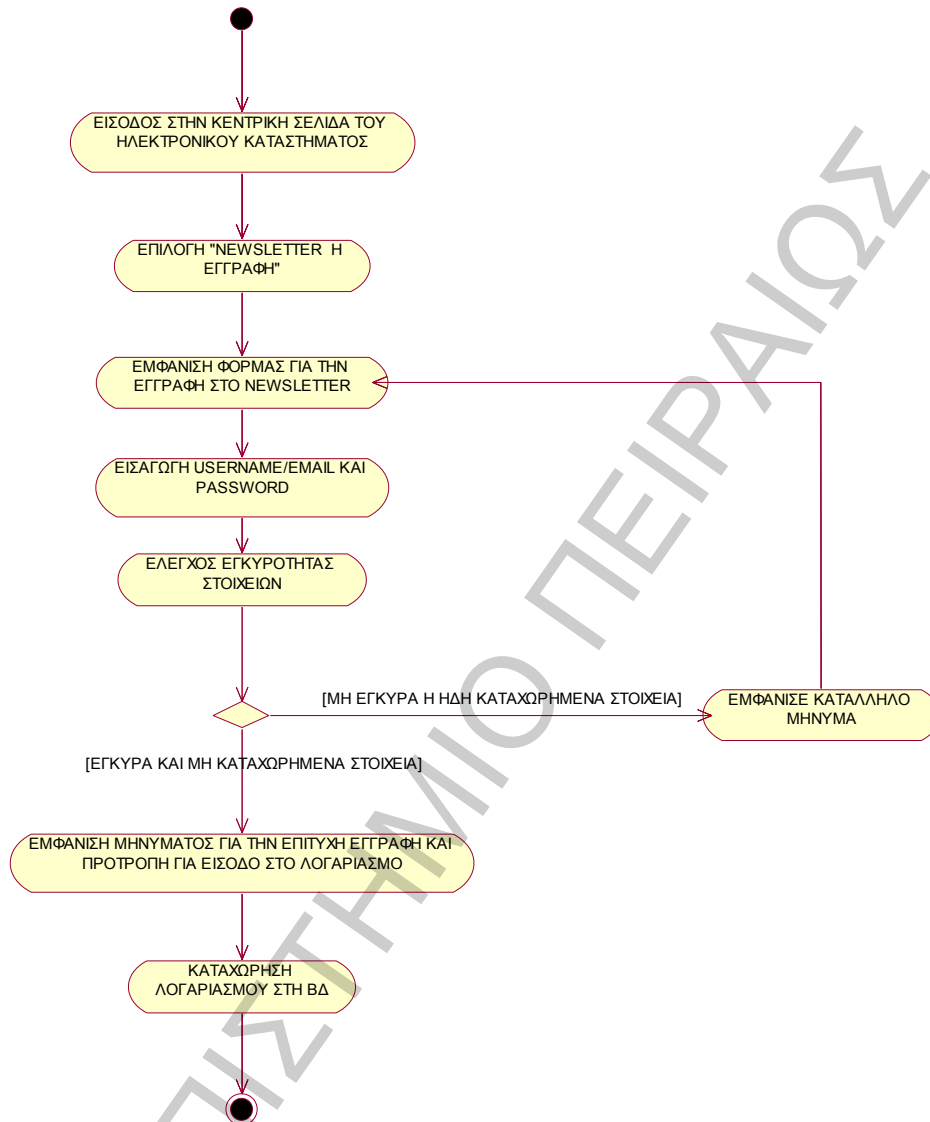 ΕΙΣΟΔΟΣ ΣΤΗΝ ΚΕΝΤΡΙΚΗ ΣΕΛΙΔΑ ΤΟΥ
ΗΛΕΚΤΡΟΝΙΚΟΥ ΚΑΤΑΣΤΗΜΑΤΟΣ
ΕΠΙΛΟΓΗ "NEWSLETTER Η
ΕΓΓΡΑΦΗ"
ΕΜΦΑΝΙΣΗ ΦΟΡΜΑΣ ΓΙΑ ΤΗΝ
ΕΓΓΡΑΦΗ ΣΤΟ NEWSLETTER
ΕΙΣΑΓΩΓΗ USERNAME/EMAIL ΚΑΙ
PASSWORD
ΕΛΕΓΧΟΣ ΕΓΚΥΡΟΤΗΤΑΣ
ΣΤΟΙΧΕΙΩΝ
[ΜΗ ΕΓΚΥΡΑ Η ΗΔΗ ΚΑΤΑΧΩΡΗΜΕΝΑ ΣΤΟΙΧΕΙΑ]
ΕΜΦΑΝΙΣΕ ΚΑΤΑΛΛΗΛΟ
ΜΗΝΥΜΑ
[ΕΓΚΥΡΑ ΚΑΙ ΜΗ ΚΑΤΑΧΩΡΗΜΕΝΑ ΣΤΟΙΧΕΙΑ]
ΕΜΦΑΝΙΣΗ ΜΗΝΥΜΑΤΟΣ ΓΙΑ ΤΗΝ ΕΠΙΤΥΧΗ ΕΓΓΡΑΦΗ ΚΑΙ
ΠΡΟΤΡΟΠΗ ΓΙΑ ΕΙΣΟΔΟ ΣΤΟ ΛΟΓΑΡΙΑΣΜΟ
ΚΑΤΑΧΩΡΗΣΗ
ΛΟΓΑΡΙΑΣΜΟΥ ΣΤΗ ΒΔ
ΠΙΣΤΗΜΙΟ ΠΕΙΡΑΙΩΣ